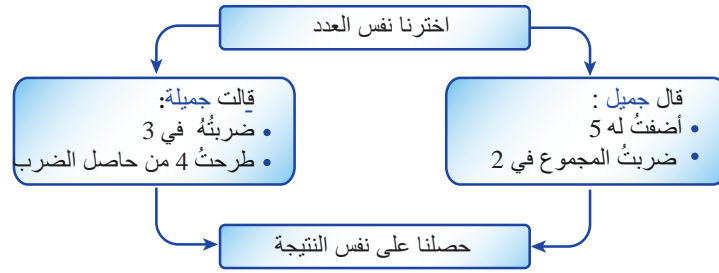 اخترنا نفس العدد
قال جميل :
• أضفتُ له 5
• ضربتُ المجموع في 2
قالت جميلة:
• ضربتُهُ في 3
• طرحتُ 4 من حاصل الضرب
حصلنا على نفس النتيجة